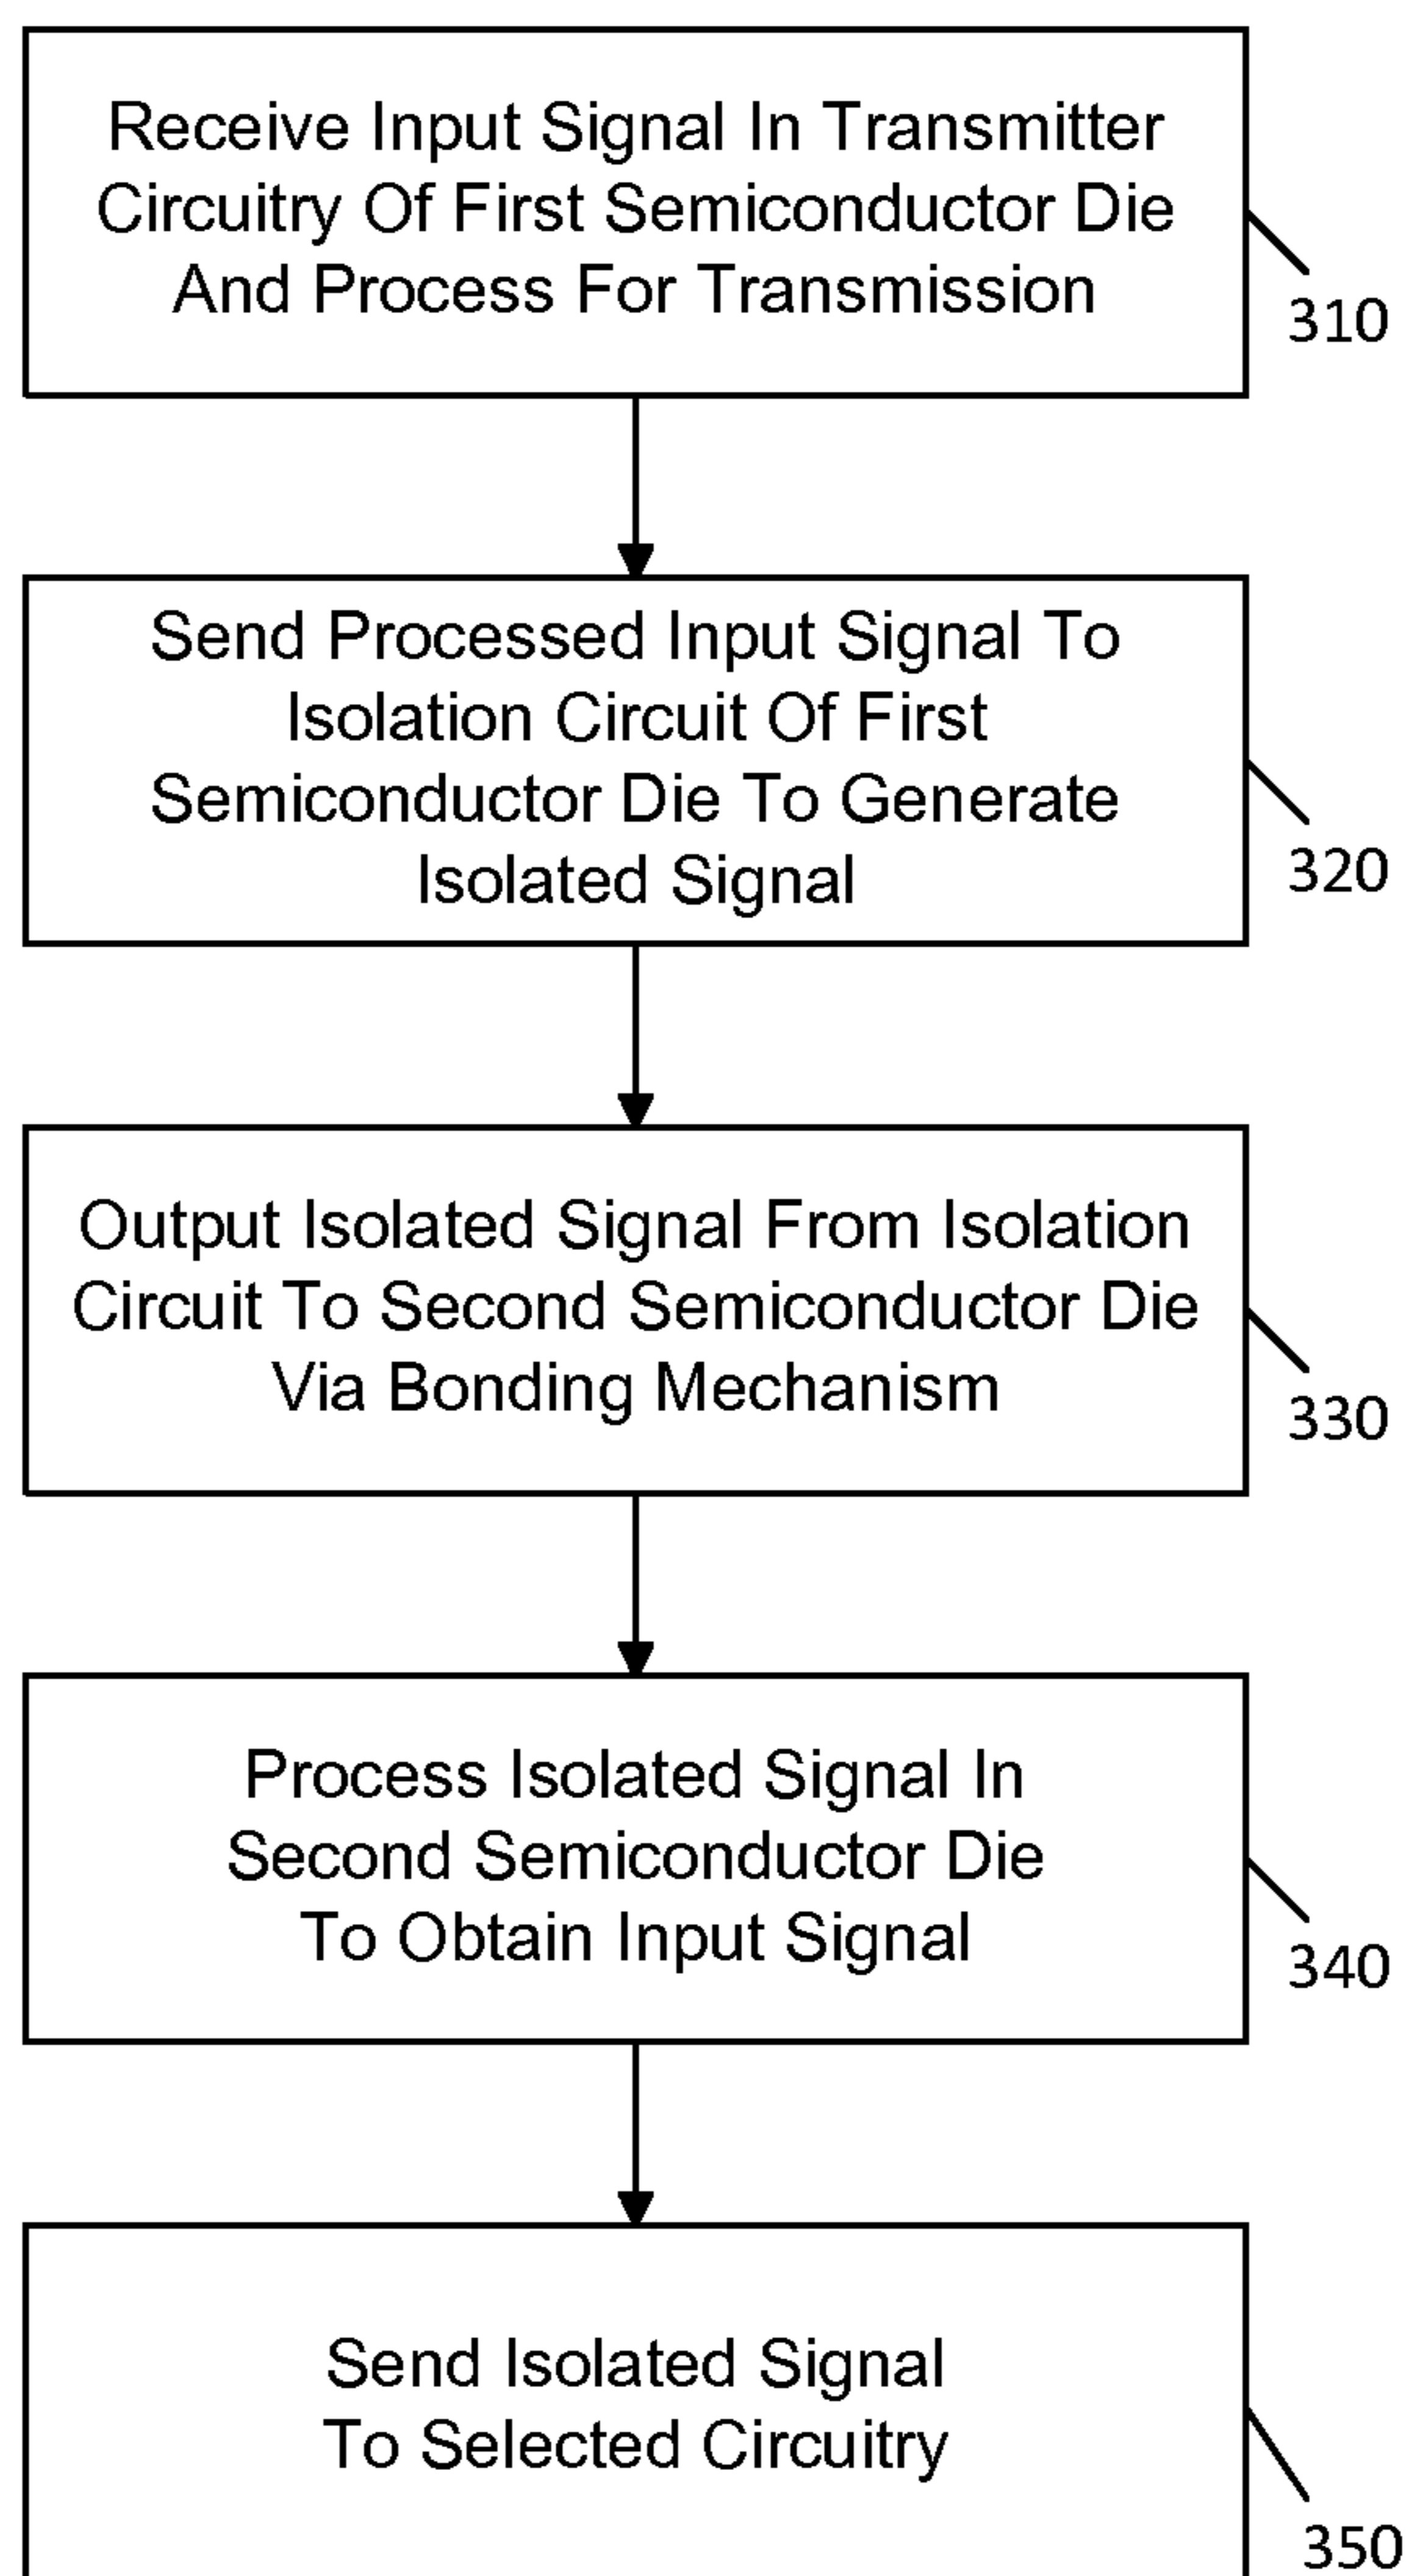 Receive Input Signal In Transmitter
Circuitry Of First Semiconductor Die
And Process For Transmission
310
Send Processed Input Signal To
Isolation Circuit Of First
Semiconductor Die To Generate
Isolated Signal
320
Output Isolated Signal From Isolation
Circuit To Second Semiconductor Die
Via Bonding Mechanism
330
Process Isolated Signal In
Second Semiconductor Die
To Obtain Input Signal
340
Send Isolated Signal
To Selected Circuitry
350